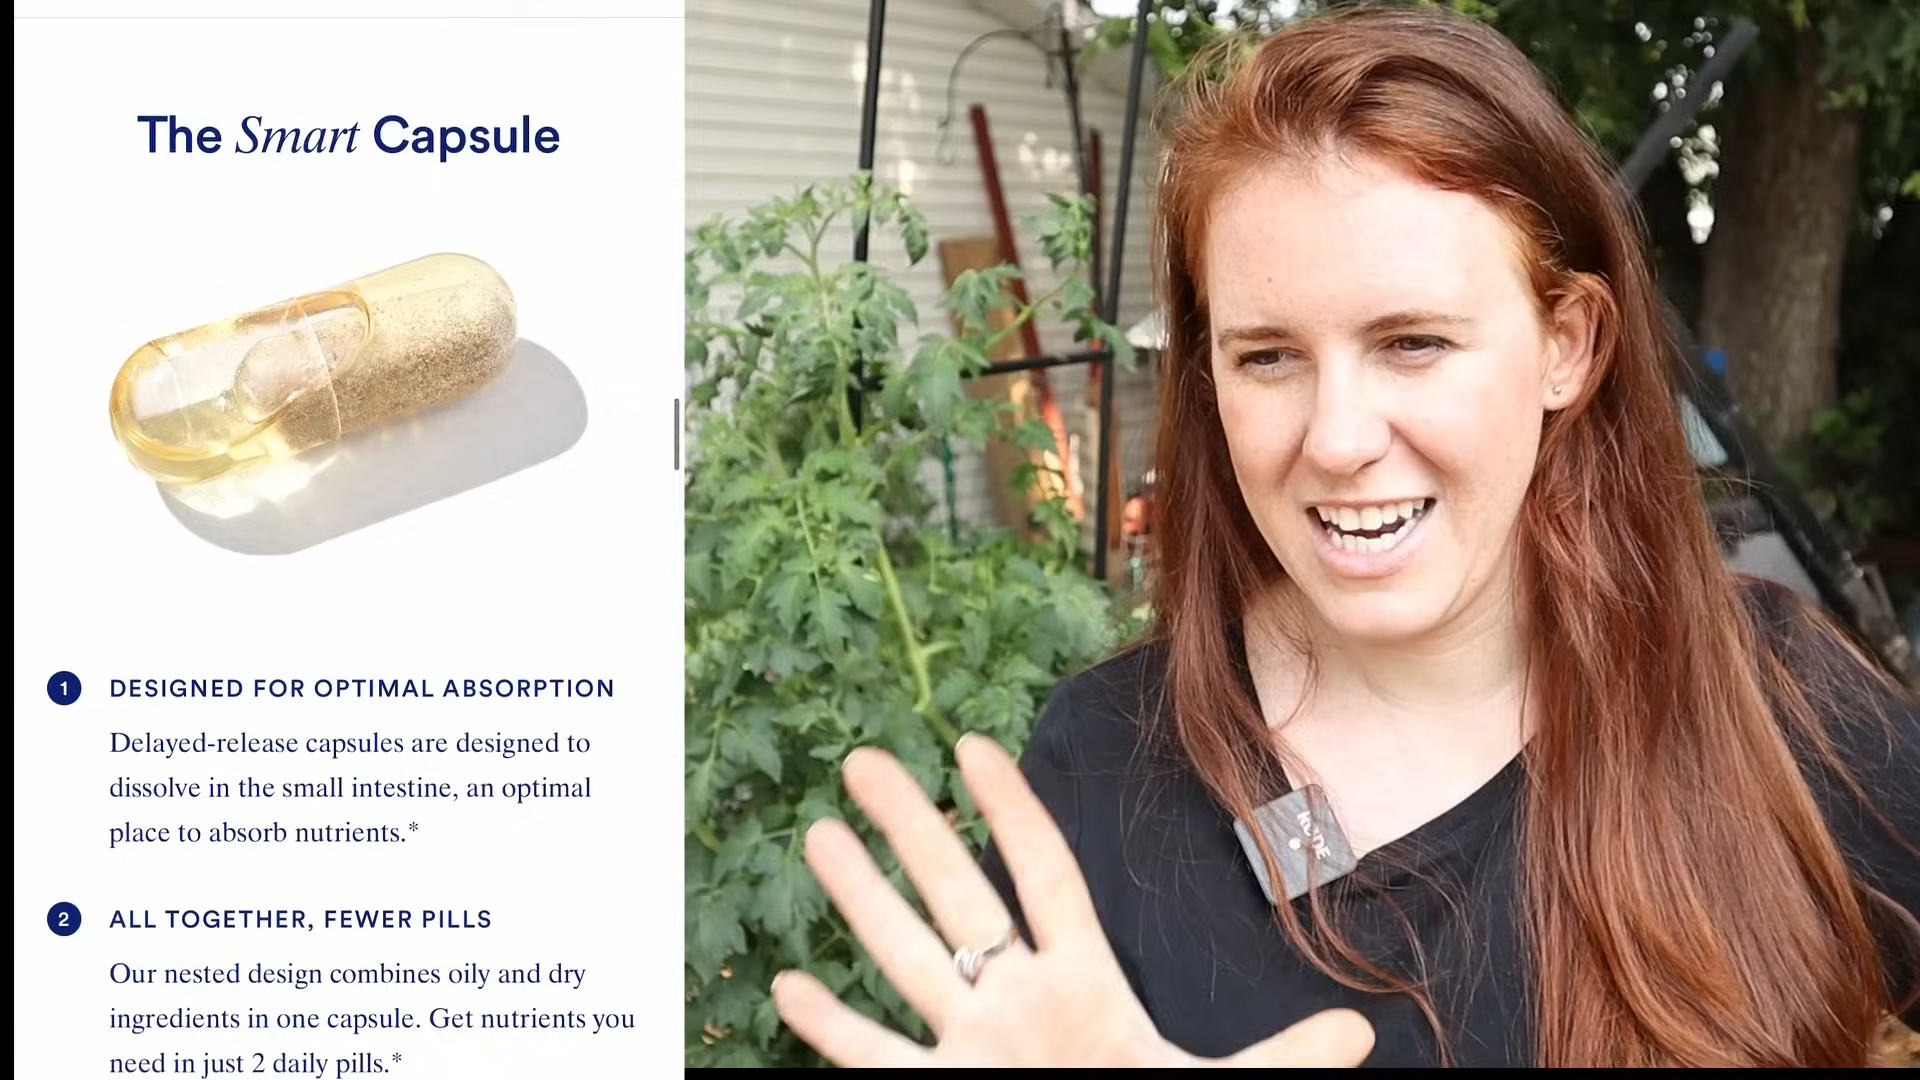 The Smart Capsule
1 DESIGNED FOR OPTIMAL ABSORPTION
Delayed-release capsules are designed to
dissolve in the small intestine, an optimal
place to absorb nutrients.*
2 ALL TOGETHER, FEWER PILLS
Our nested design combines oily and dry
ingredients in one capsule. Get nutrients you
need in just 2 daily pills.*
RODE